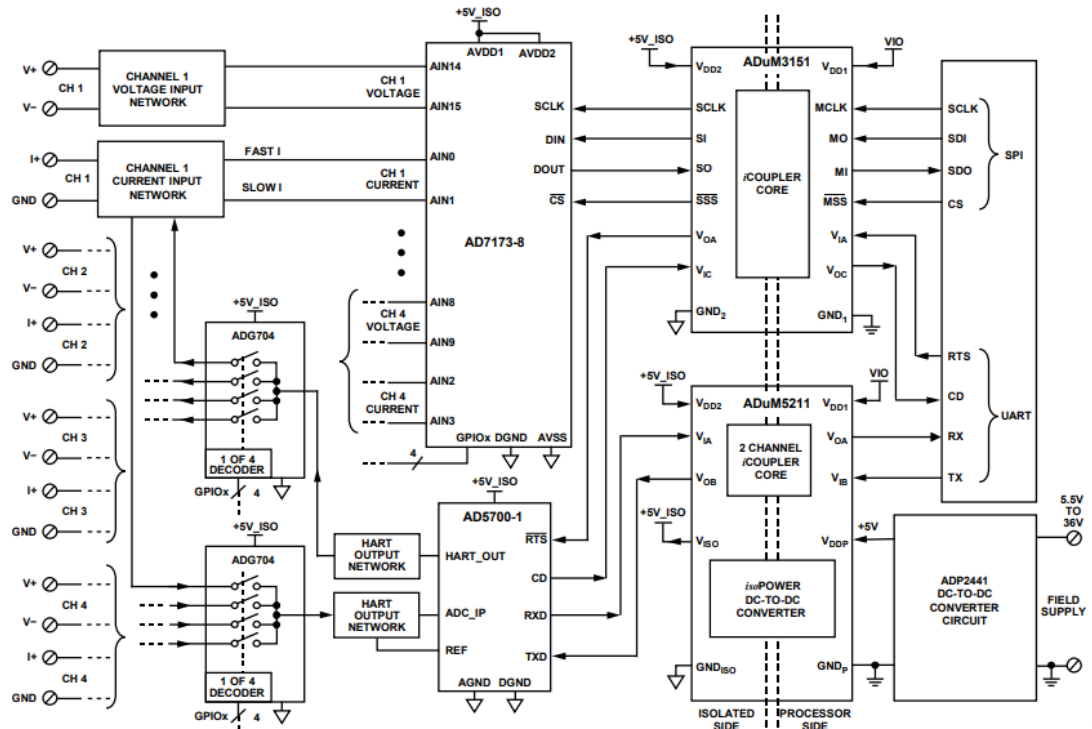 +5V_ISO
AVDD1 AVDD2
V+
CH 1
V−
CHANNEL 1
VOLTAGE INPUT
NETWORK
AIN14
CH 1
VOLTAGE
AIN15
I+
CH 1
GND
CHANNEL 1
CURRENT INPUT
NETWORK
FAST I
SLOW I
AIN0
CH 1
CURRENT
AIN1
SCLK
DIN
DOUT
CS
AD7173-8
AIN8
CH 4
VOLTAGE
AIN9
AIN2
CH 4
CURRENT
AIN3
GPIOx DGND AVSS
4
V+
CH 2
V−
I+
CH 2
GND
V+
CH 3
V−
I+
CH 3
GND
V+
CH 4
V−
I+
CH 4
GND
+5V_ISO
ADG704
1 OF 4
DECODER
GPIOx 4
+5V_ISO
ADG704
1 OF 4
DECODER
GPIOx 4
HART
OUTPUT
NETWORK
HART
OUTPUT
NETWORK
+5V_ISO
AD5700-1
HART_OUT
ADC_IP
REF
RTS
CD
RXD
TXD
AGND DGND
+5V_ISO
ADuM3151
VIO
VDD2
VDD1
SCLK
MCLK
SI
MO
SO
MI
SSS
MSS
VOA
VIA
VIC
VOC
GND2
GND1
iCOUPLER
CORE
SCLK
SDI
SDO
CS
SPI
RTS
CD
RX
TX
UART
+5V_ISO
ADuM5211
VIO
VDD2
VDD1
VIA
VOA
VOB
VIB
2 CHANNEL
iCOUPLER
CORE
+5V_ISO
VISO
VDDP
+5V
isoPOWER
DC-TO-DC
CONVERTER
GNDISO
GNDP
ISOLATED
SIDE
PROCESSOR
SIDE
ADP2441
DC-TO-DC
CONVERTER
CIRCUIT
5.5V
TO
36V
FIELD
SUPPLY